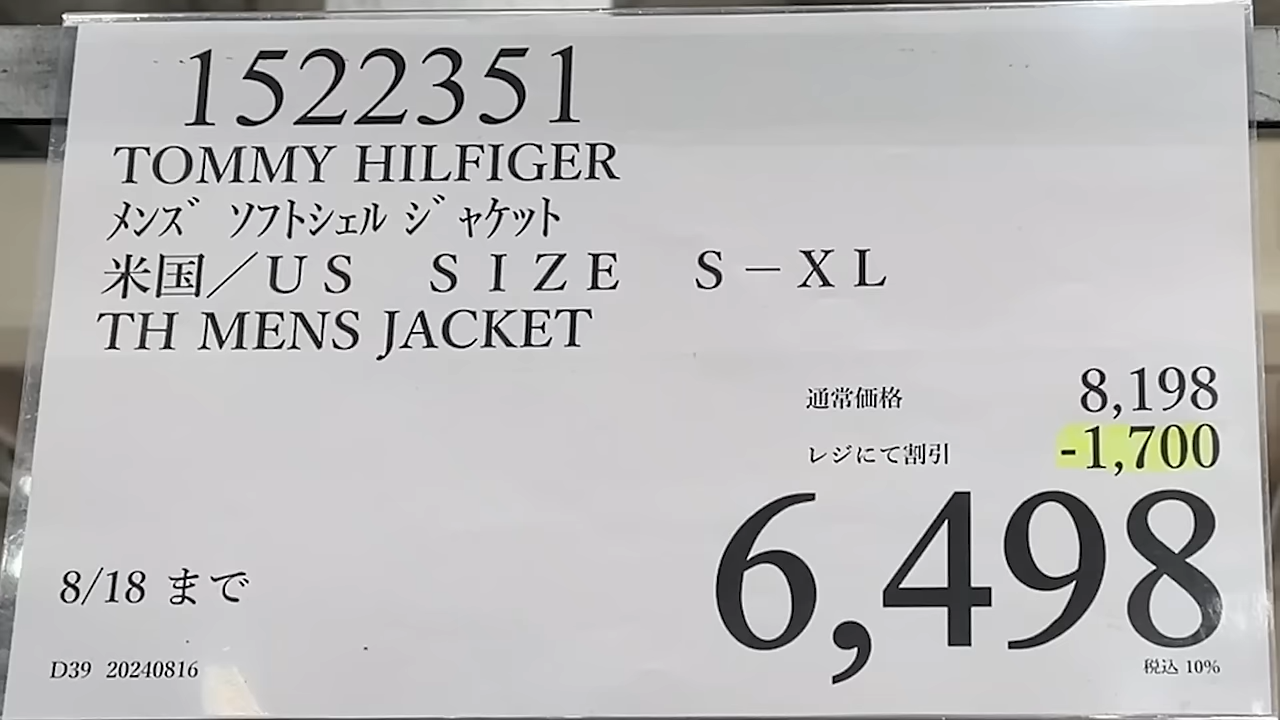 1522351
TOMMY HILFIGER
ﾒﾝｽﾞ ｿﾌﾄｼｪﾙ ｼﾞｬｹｯﾄ
米国／ＵＳ　ＳＩＺＥ　Ｓ－ＸＬ
TH MENS JACKET
通常価格 8,198
レジにて割引 -1,700
6,498
税込 10%
8/18 まで
D39 20240816